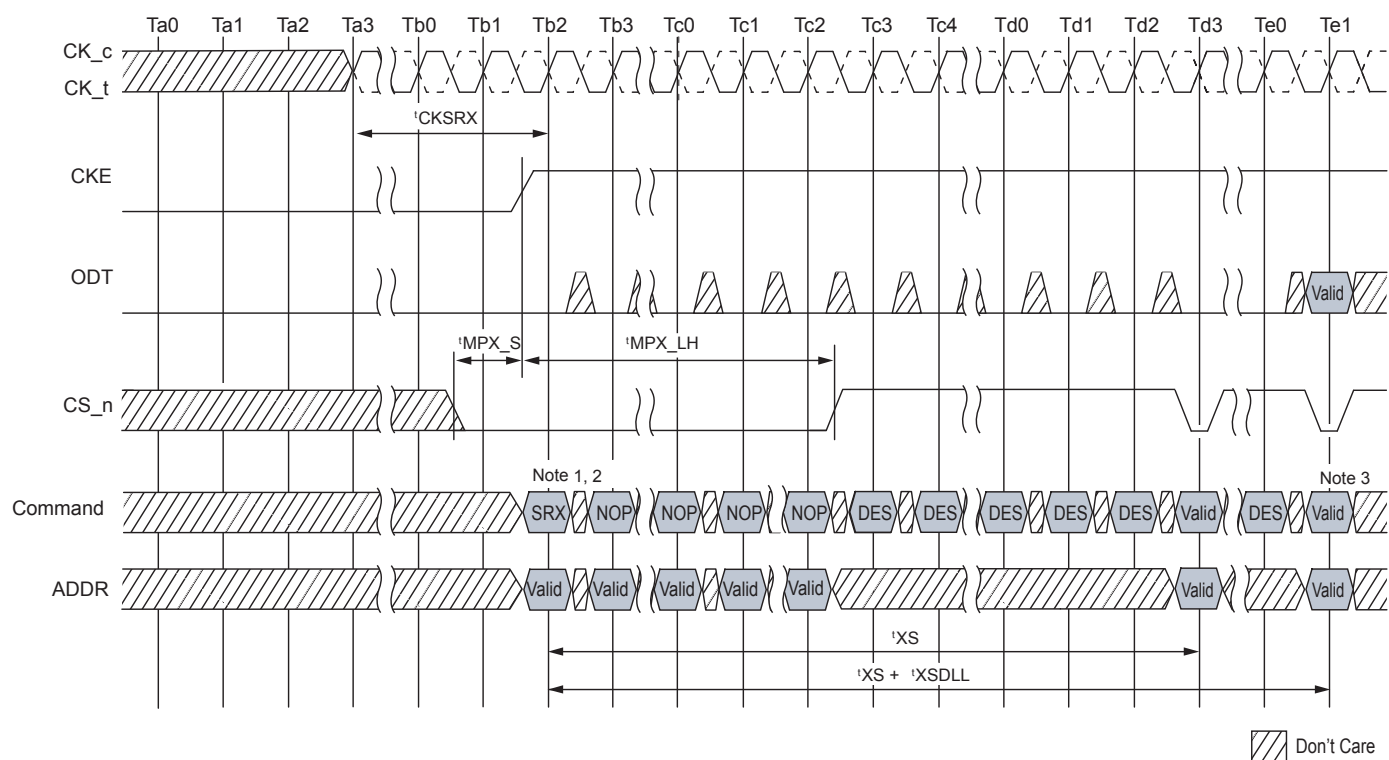 Ta0 Ta1 Ta2 Ta3 Tb0 Tb1 Tb2 Tb3 Tc0 Tc1 Tc2 Tc3 Tc4 Td0 Td1 Td2 Td3 Te0 Te1
CK_c
CK_t
tCKSRX
CKE
ODT
Valid
tMPX_S tMPX_LH
CS_n
Note 1, 2 Note 3
Command SRX NOP NOP NOP NOP DES DES DES DES DES Valid DES Valid
ADDR Valid Valid Valid Valid Valid Valid Valid
tXS
tXS + tXSDLL
Don't Care